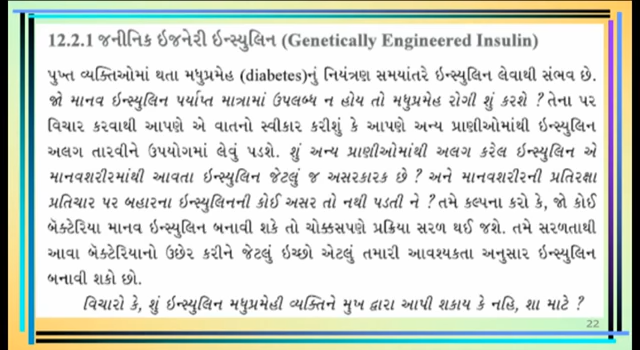 12.2.1 જનીનિક ઇજનેરી ઇન્સ્યુલિન (Genetically Engineered Insulin)
પુખ્ત વ્યક્તિઓમાં થતા મધુપ્રમેહ (diabetes)નું નિયંત્રણ સમયાંતરે ઇન્સ્યુલિન લેવાથી સંભવ છે.
જો માનવ ઇન્સ્યુલિન પર્યાપ્ત માત્રામાં ઉપલબ્ધ ન હોય તો મધુપ્રમેહ રોગી શું કરશે ? તેના પર
વિચાર કરવાથી આપણે એ વાતનો સ્વીકાર કરીશું કે આપણે અન્ય પ્રાણીઓમાંથી ઇન્સ્યુલિન
અલગ તારવીને ઉપયોગમાં લેવું પડશે. શું અન્ય પ્રાણીઓમાંથી અલગ કરેલ ઇન્સ્યુલિન એ
માનવશરીરમાંથી આવતા ઇન્સ્યુલિન જેટલું જ અસરકારક છે ? અને માનવશરીરની પ્રતિરક્ષા
પ્રતિચાર પર બહારના ઇન્સ્યુલિનની કોઈ અસર તો નથી પડતી ને ? તમે કલ્પના કરો કે, જો કોઈ
બૅક્ટેરિયા માનવ ઇન્સ્યુલિન બનાવી શકે તો ચોક્કસપણે પ્રક્રિયા સરળ થઈ જશે. તમે સરળતાથી
આવા બૅક્ટેરિયાનો ઉછેર કરીને જેટલું ઇચ્છો એટલું તમારી આવશ્યકતા અનુસાર ઇન્સ્યુલિન
બનાવી શકો છો.
વિચારો કે, શું ઇન્સ્યુલિન મધુપ્રમેહી વ્યક્તિને મુખ દ્વારા આપી શકાય કે નહિ, શા માટે ?
22